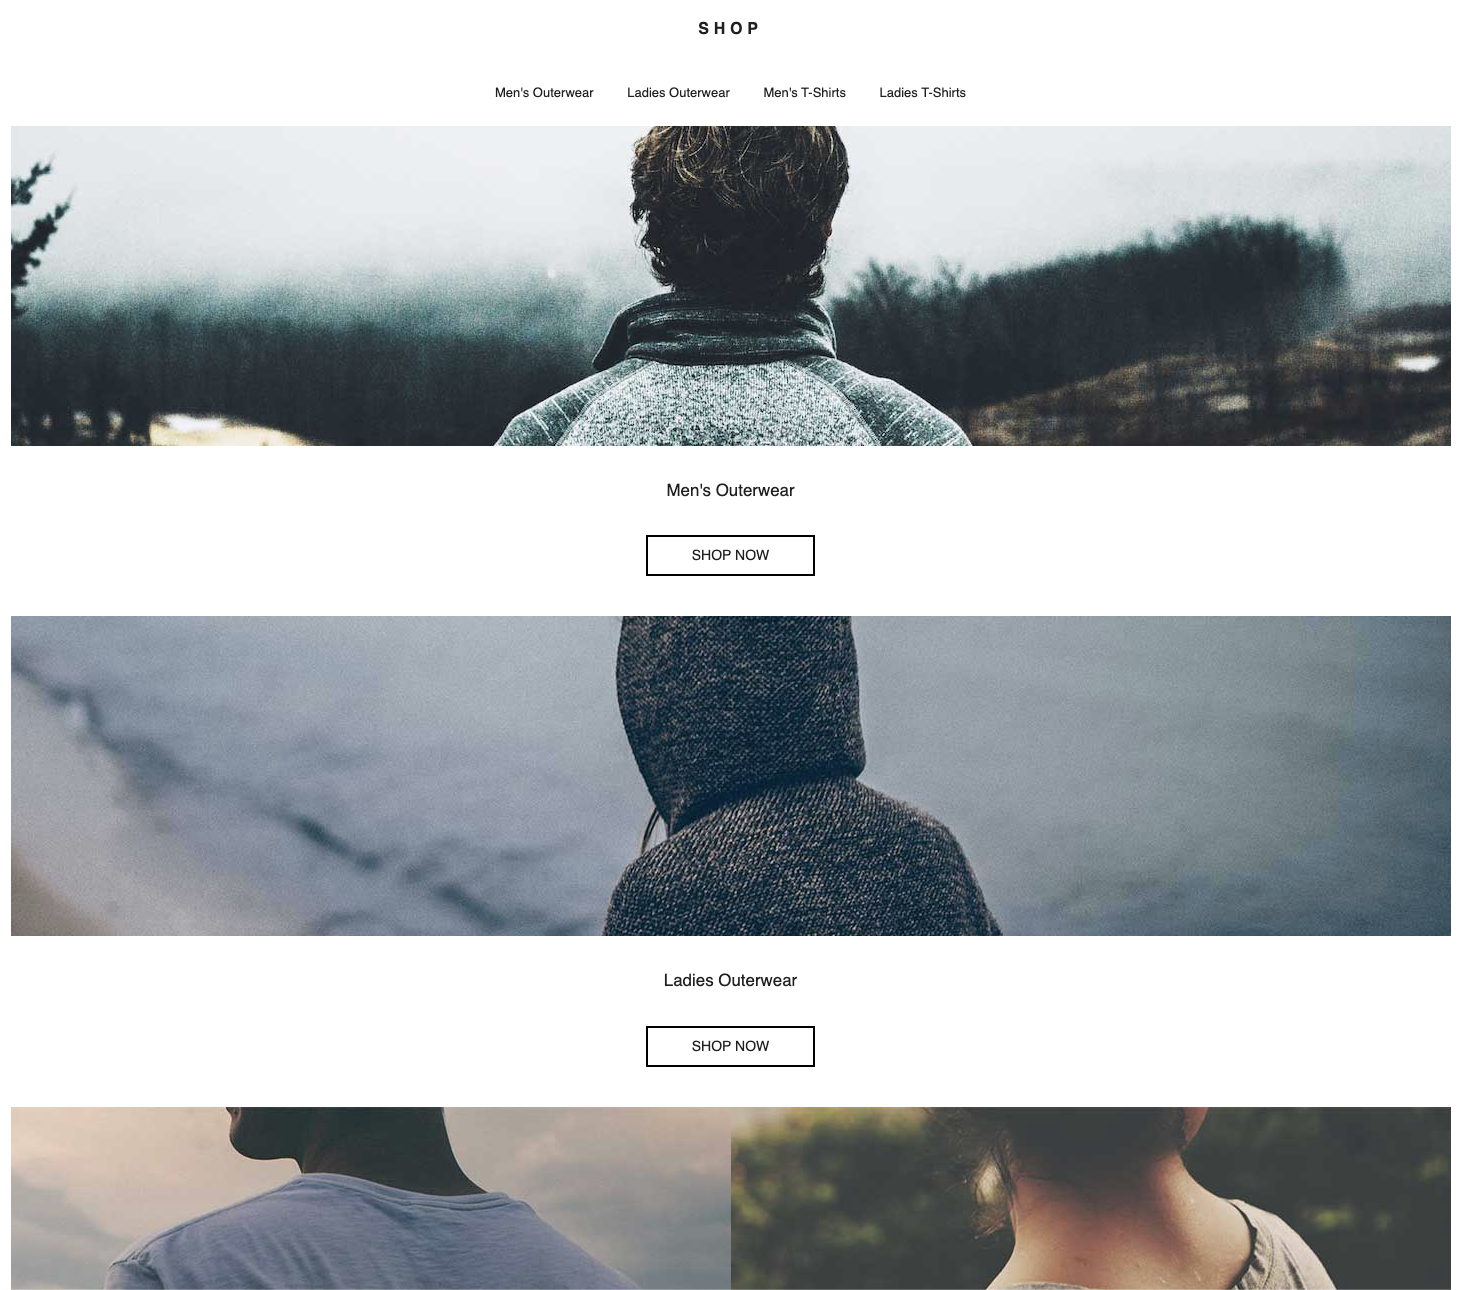 SHOP
Men's Outerwear Ladies Outerwear Men's T-Shirts Ladies T-Shirts
Men's Outerwear
SHOP NOW
Ladies Outerwear
SHOP NOW